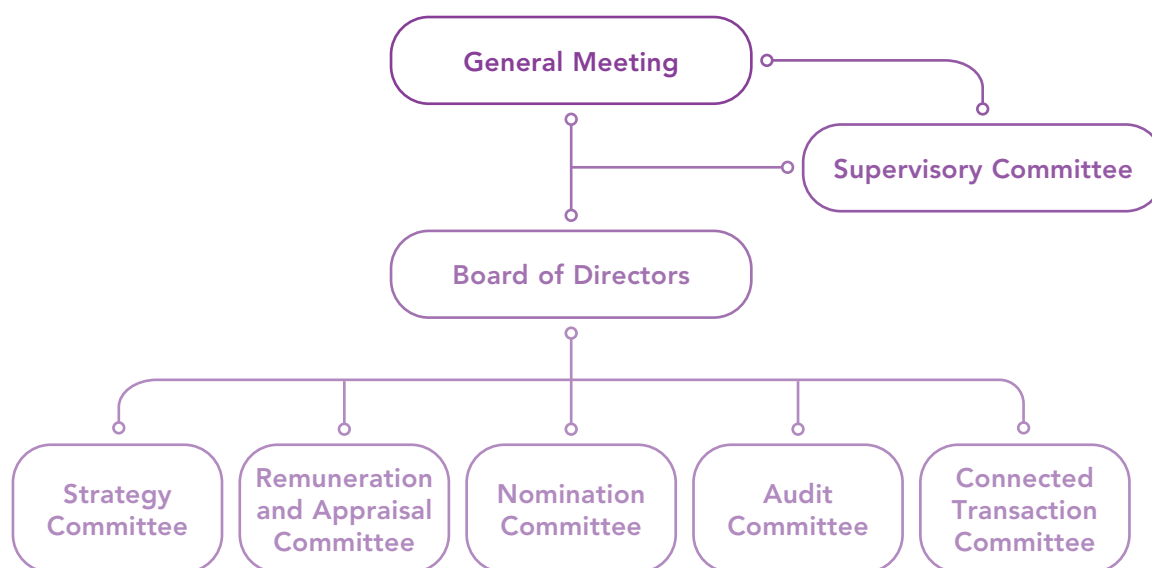 General Meeting
Supervisory Committee
Board of Directors
Strategy
Committee
Remuneration
and Appraisal
Committee
Nomination
Committee
Audit
Committee
Connected
Transaction
Committee